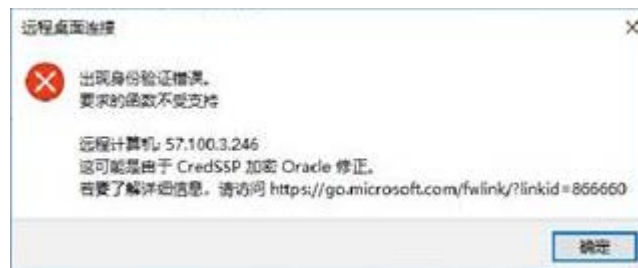 远程桌面连接
出现身份验证错误。
要求的函数不受支持
远程计算机: 57.100.3.246
这可能是由于 CredSSP 加密 Oracle 修正。
若要了解详细信息，请访问 https://go.microsoft.com/fwlink/?linkid=866660
确定